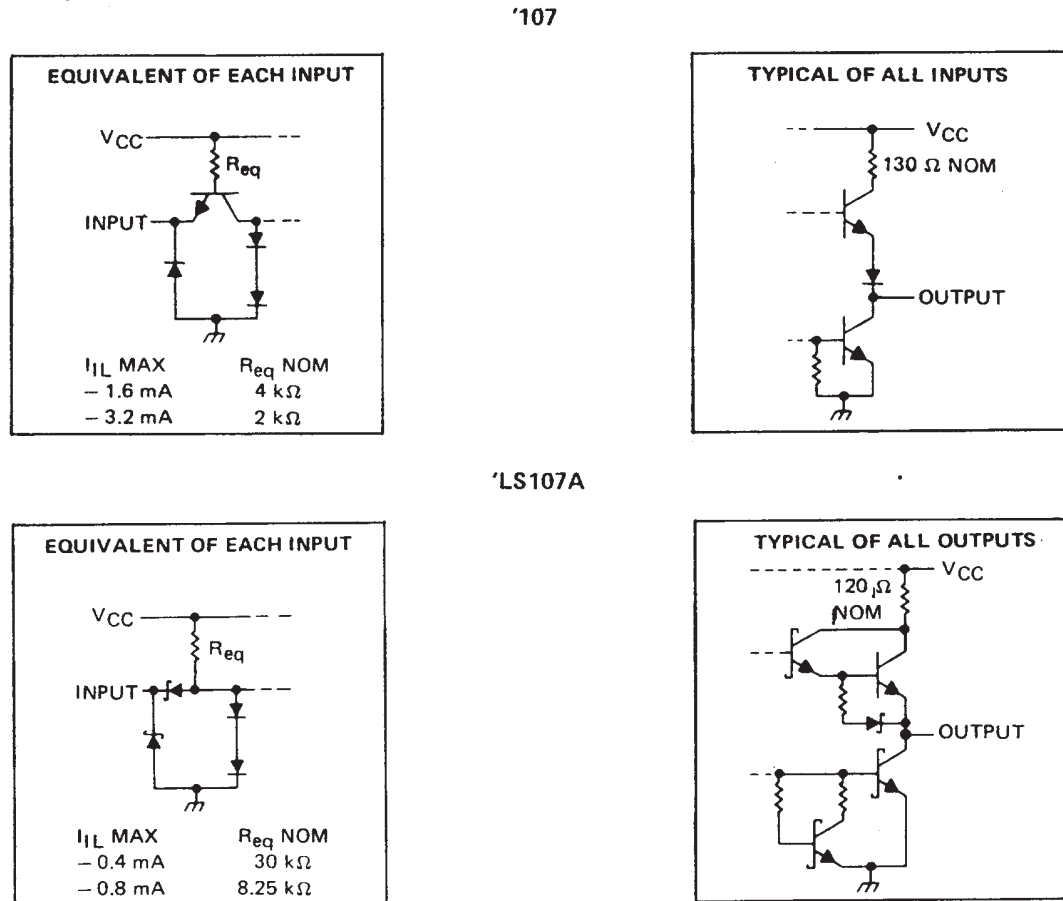 '107
EQUIVALENT OF EACH INPUT
VCC
Req
INPUT
IIL MAX Req NOM
– 1.6 mA 4 kΩ
– 3.2 mA 2 kΩ
TYPICAL OF ALL INPUTS
VCC
130 Ω NOM
OUTPUT
'LS107A
EQUIVALENT OF EACH INPUT
VCC
Req
INPUT
IIL MAX Req NOM
– 0.4 mA 30 kΩ
– 0.8 mA 8.25 kΩ
TYPICAL OF ALL OUTPUTS
VCC
120 Ω
NOM
OUTPUT